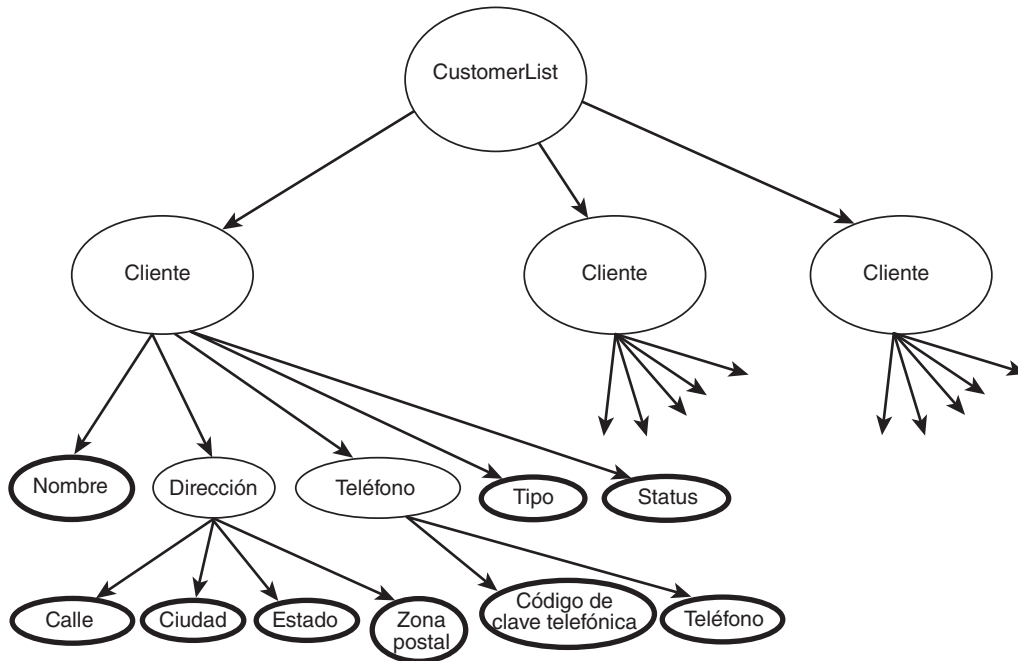 CustomerList
Cliente
Cliente
Cliente
Nombre
Dirección
Teléfono
Tipo
Status
Calle
Ciudad
Estado
Zona
postal
Código de
clave telefónica
Teléfono